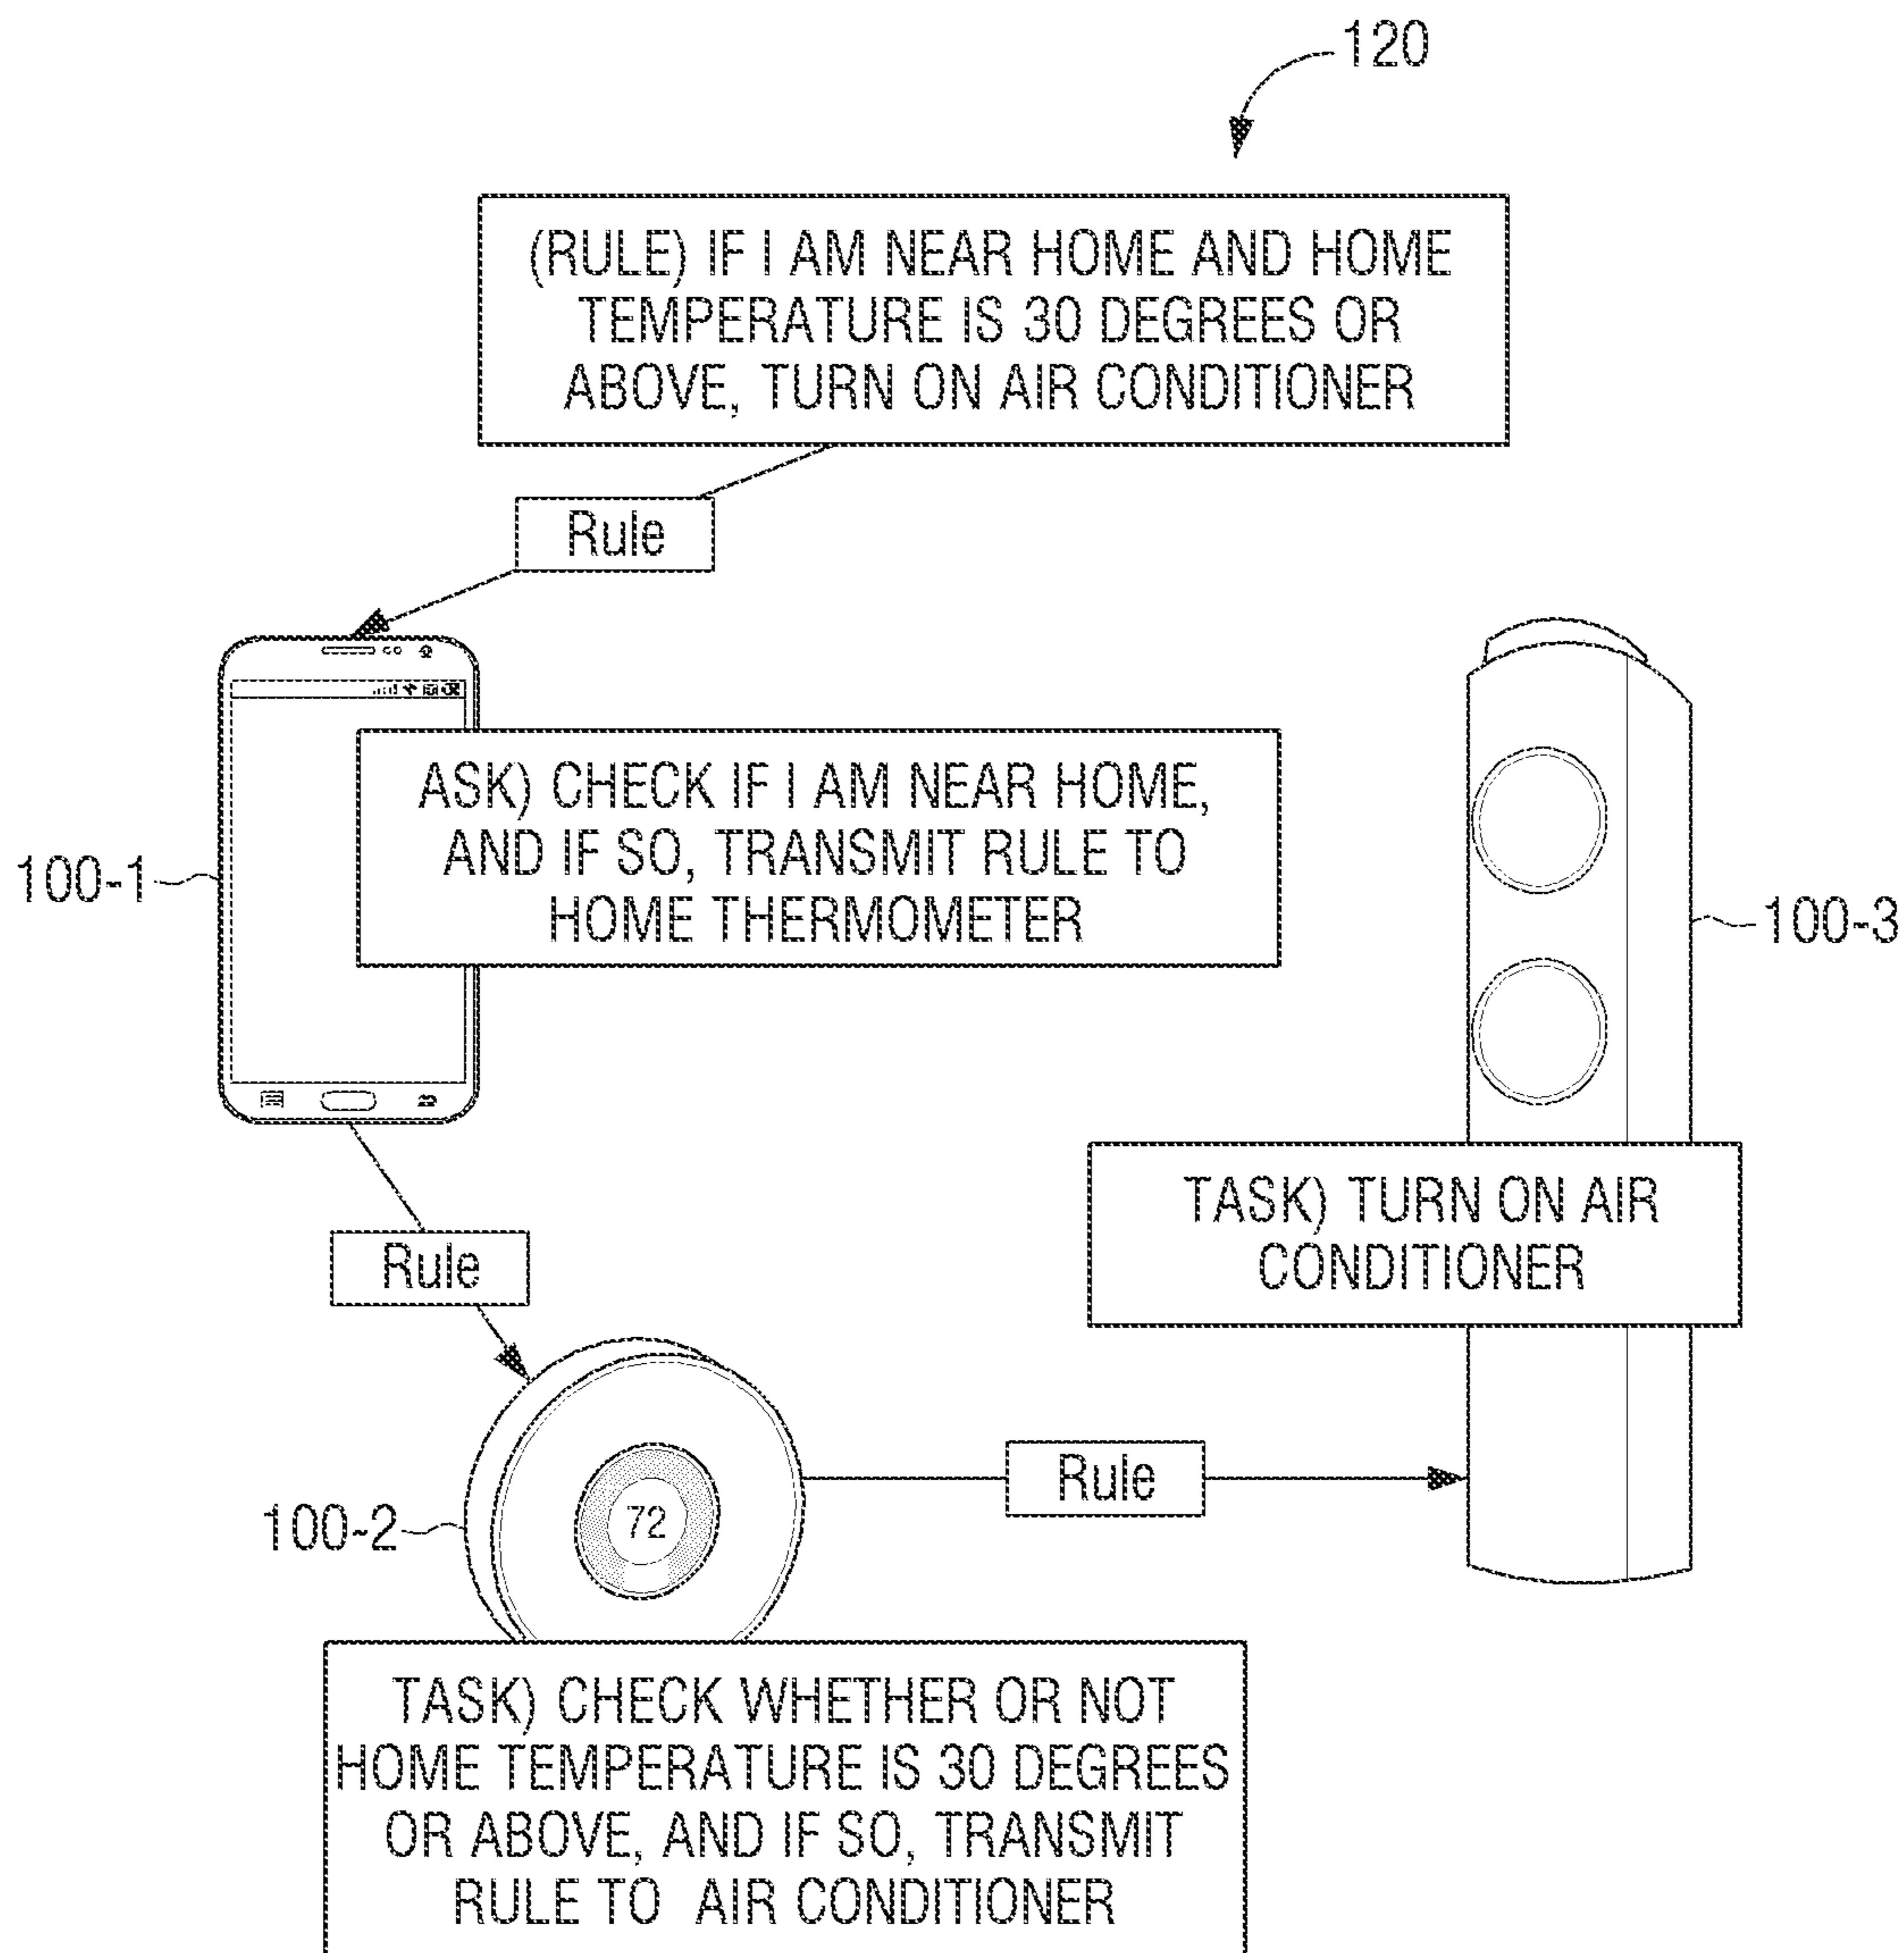 120
(RULE) IF I AM NEAR HOME AND HOME
TEMPERATURE IS 30 DEGREES OR
ABOVE, TURN ON AIR CONDITIONER
Rule
ASK) CHECK IF I AM NEAR HOME,
AND IF SO, TRANSMIT RULE TO
HOME THERMOMETER
100-1
100-3
TASK) TURN ON AIR
CONDITIONER
Rule
Rule
100-2
72
TASK) CHECK WHETHER OR NOT
HOME TEMPERATURE IS 30 DEGREES
OR ABOVE, AND IF SO, TRANSMIT
RULE TO AIR CONDITIONER